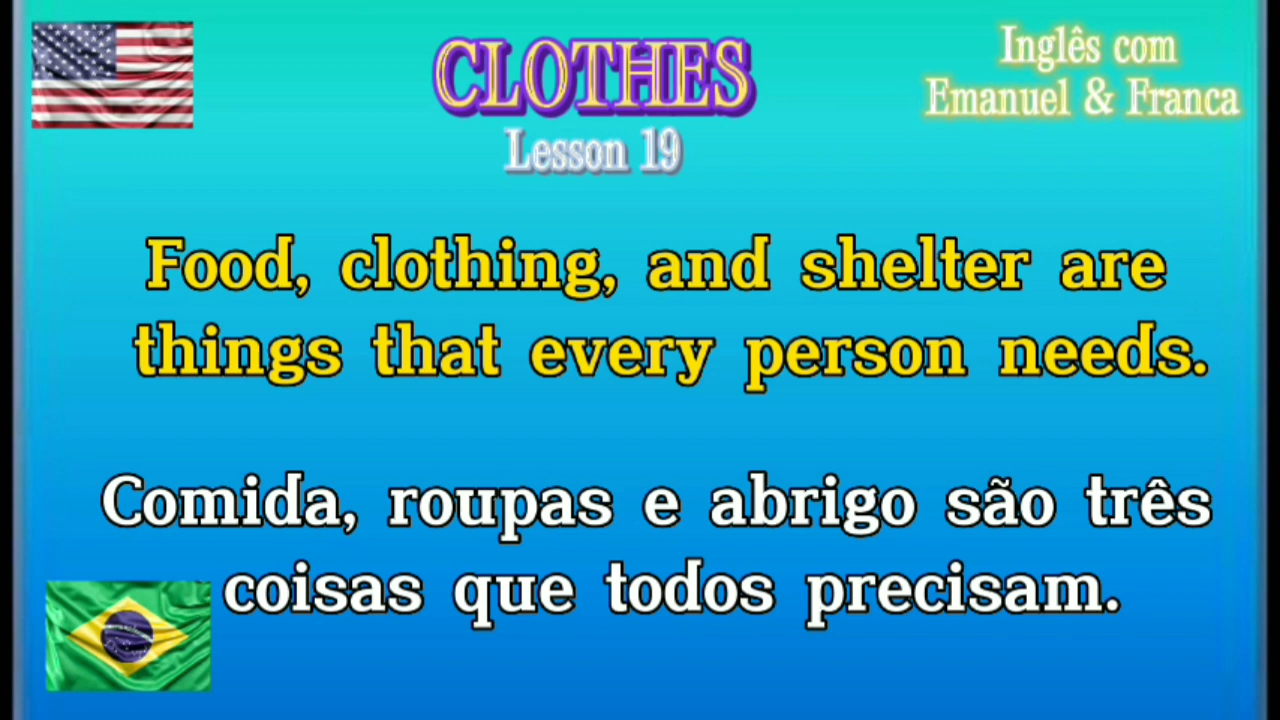 CLOTHES
Lesson 19
Inglês com
Emanuel & Franca
Food, clothing, and shelter are
things that every person needs.
Comida, roupas e abrigo são três
coisas que todos precisam.